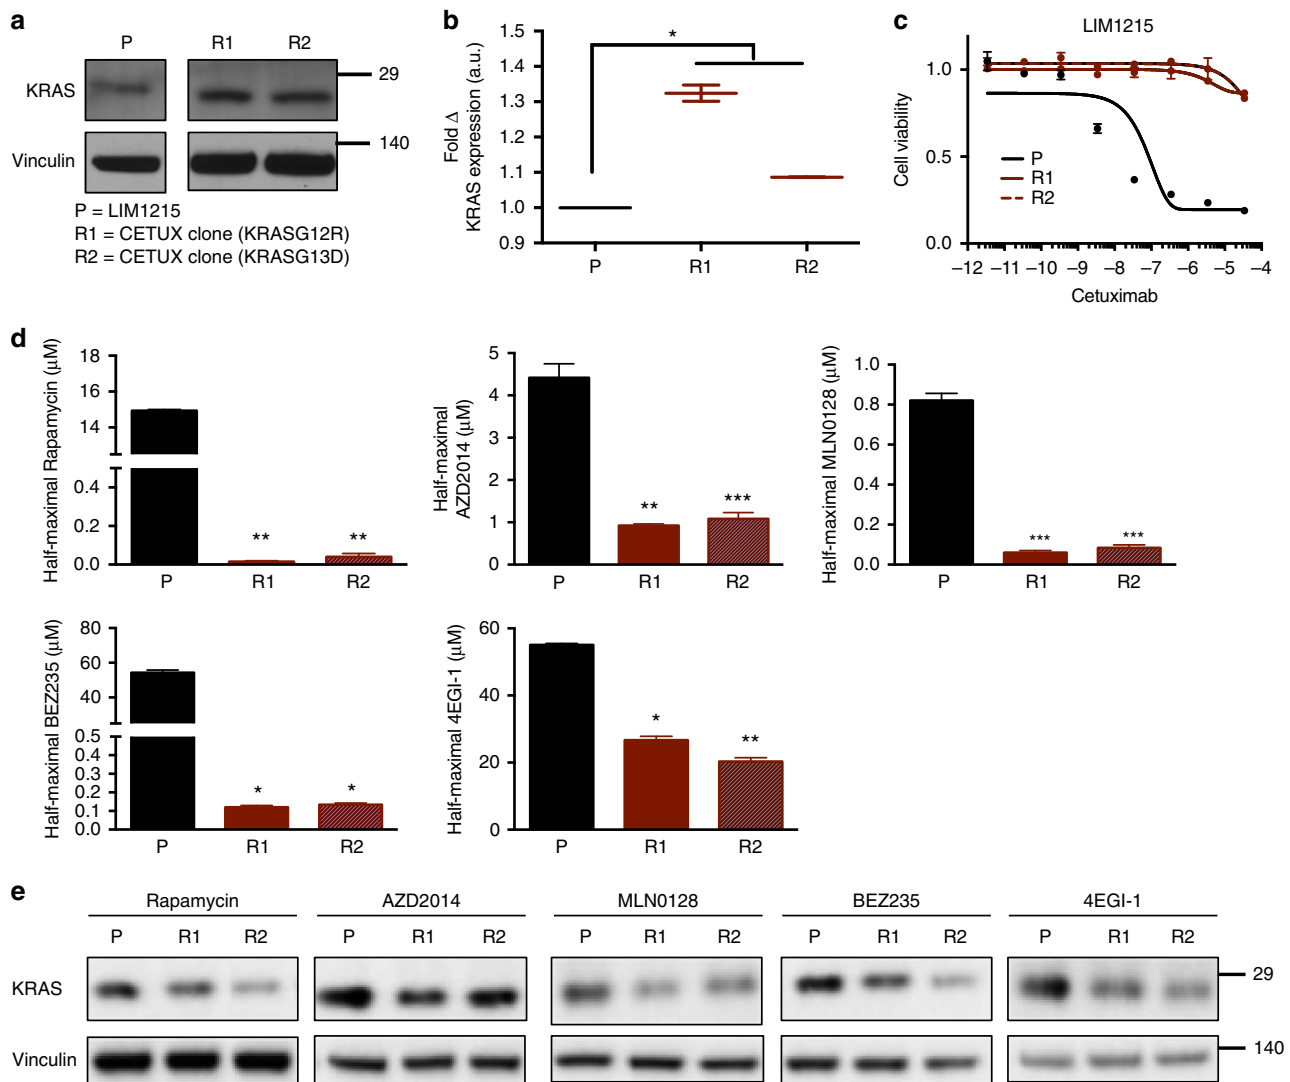 a
P
R1
R2
KRAS
29
Vinculin
140
P = LIM1215
R1 = CETUX clone (KRASG12R)
R2 = CETUX clone (KRASG13D)
b
Fold Δ
KRAS expression (a.u.)
1.5
1.4
1.3
1.2
1.1
1.0
0.9
*
P
R1
R2
c
LIM1215
Cell viability
1.0
0.5
0.0
P
R1
R2
–12 –11 –10 –9 –8 –7 –6 –5 –4
Cetuximab
d
Half-maximal Rapamycin (μM)
18
16
14
0.4
0.2
0.0
**
**
P
R1
R2
Half-maximal
AZD2014 (μM)
5
4
3
2
1
0
**
***
P
R1
R2
Half-maximal MLN0128 (μM)
1.0
0.8
0.6
0.4
0.2
0.0
***
***
P
R1
R2
Half-maximal BEZ235 (μM)
80
60
40
0.5
0.4
0.3
0.2
0.1
0.0
*
*
P
R1
R2
Half-maximal 4EGI-1 (μM)
60
40
20
0
*
**
P
R1
R2
e
Rapamycin
AZD2014
MLN0128
BEZ235
4EGI-1
P R1 R2
P R1 R2
P R1 R2
P R1 R2
P R1 R2
KRAS
29
Vinculin
140